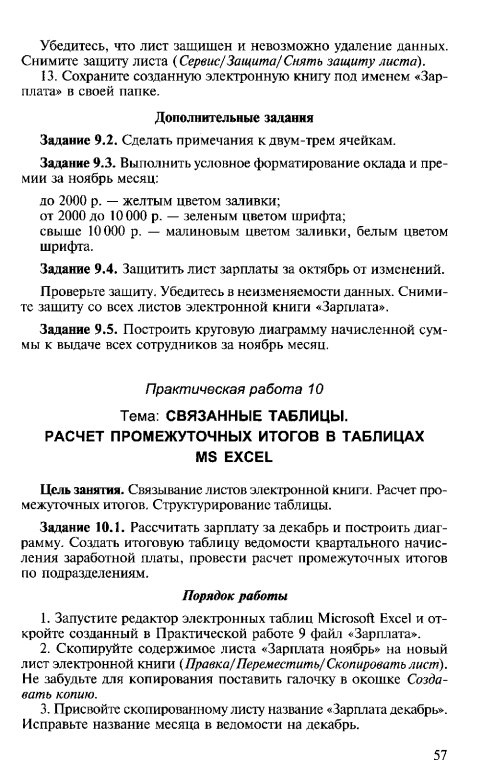 Убедитесь, что лист защищен и невозможно удаление данных.
Снимите защиту листа (Сервис/Защита/Снять защиту листа).
13. Сохраните созданную электронную книгу под именем «Зар-
плата» в своей папке.
Дополнительные задания
Задание 9.2. Сделать примечания к двум-трем ячейкам.
Задание 9.3. Выполнить условное форматирование оклада и пре-
мии за ноябрь месяц:
до 2000 р. — желтым цветом заливки;
от 2000 до 10 000 р. — зеленым цветом шрифта;
свыше 10 000 р. — малиновым цветом заливки, белым цветом
шрифта.
Задание 9.4. Защитить лист зарплаты за октябрь от изменений.
Проверьте защиту. Убедитесь в неизменяемости данных. Сними-
те защиту со всех листов электронной книги «Зарплата».
Задание 9.5. Построить круговую диаграмму начисленной сум-
мы к выдаче всех сотрудников за ноябрь месяц.
Практическая работа 10
Тема: СВЯЗАННЫЕ ТАБЛИЦЫ.
РАСЧЕТ ПРОМЕЖУТОЧНЫХ ИТОГОВ В ТАБЛИЦАХ
MS EXCEL
Цель занятия. Связывание листов электронной книги. Расчет про-
межуточных итогов. Структурирование таблицы.
Задание 10.1. Рассчитать зарплату за декабрь и построить диаг-
рамму. Создать итоговую таблицу ведомости квартального начис-
ления заработной платы, провести расчет промежуточных итогов
по подразделениям.
Порядок работы
1. Запустите редактор электронных таблиц Microsoft Excel и от-
кройте созданный в Практической работе 9 файл «Зарплата».
2. Скопируйте содержимое листа «Зарплата ноябрь» на новый
лист электронной книги (Правка/Переместить/Скопировать лист).
Не забудьте для копирования поставить галочку в окошке Созда-
вать копию.
3. Присвойте скопированному листу название «Зарплата декабрь».
Исправьте название месяца в ведомости на декабрь.
57